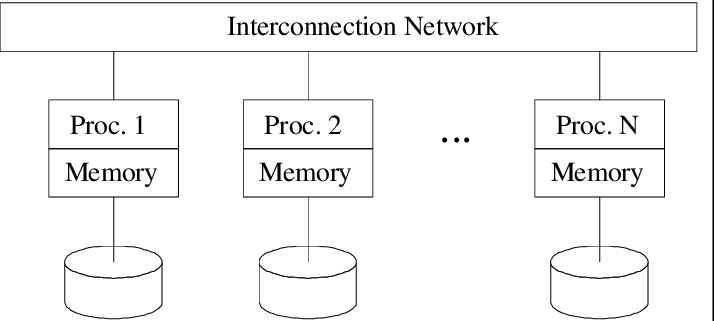 Interconnection Network
Proc. 1
Proc. 2
...
Proc. N
Memory
Memory
Memory